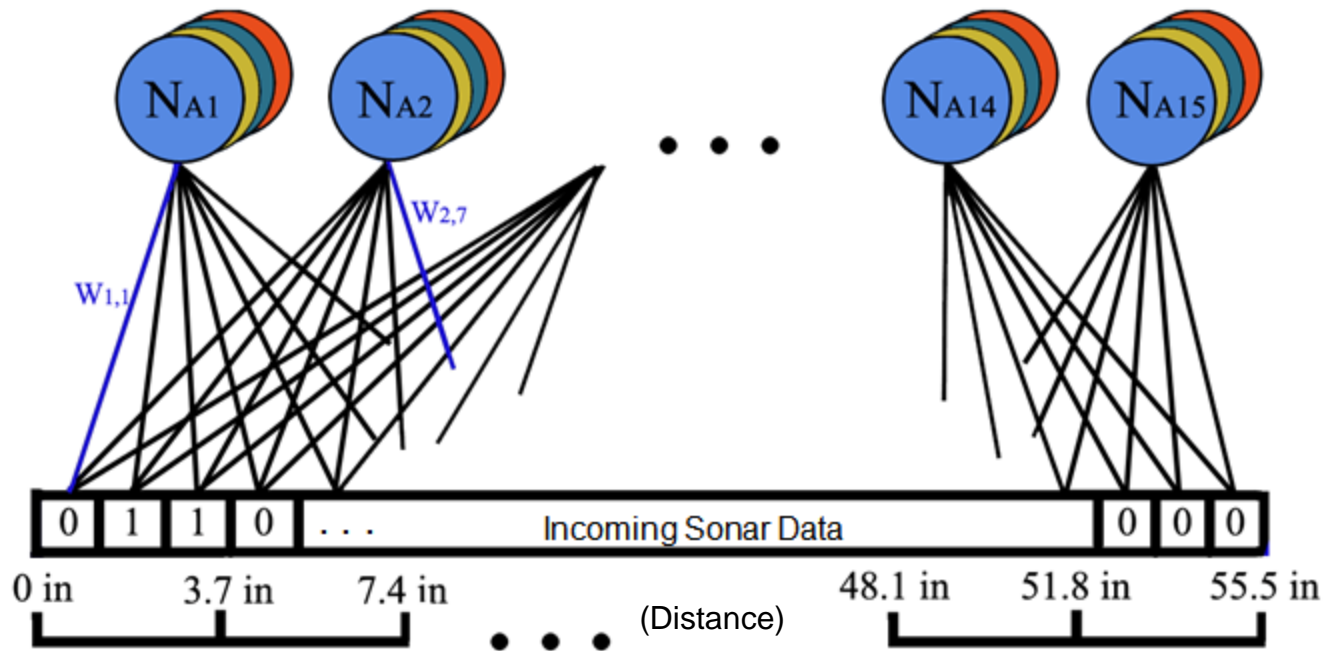 NA1 NA2 NA14 NA15
W2,7
W1,1
0 1 1 0 ... Incoming Sonar Data 0 0 0
0 in 3.7 in 7.4 in 48.1 in 51.8 in 55.5 in
(Distance)